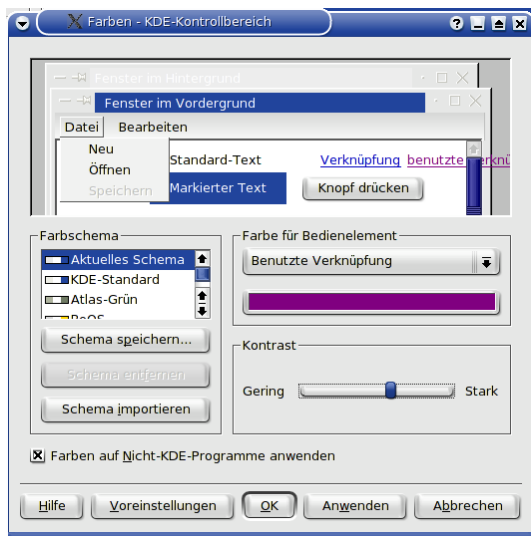 Farben - KDE-Kontrollbereich
Fenster im Hintergrund
Fenster im Vordergrund
Datei Bearbeiten
Neu
Öffnen
Speichern
Standard-Text Verknüpfung benutzte
Markierter Text Knopf drücken
Farbschema
Aktuelles Schema
KDE-Standard
Atlas-Grün
BeOS
Schema speichern...
Schema entfernen
Schema importieren
Farbe für Bedienelement
Benutzte Verknüpfung
Kontrast
Gering Stark
Farben auf Nicht-KDE-Programme anwenden
Hilfe Voreinstellungen OK Anwenden Abbrechen